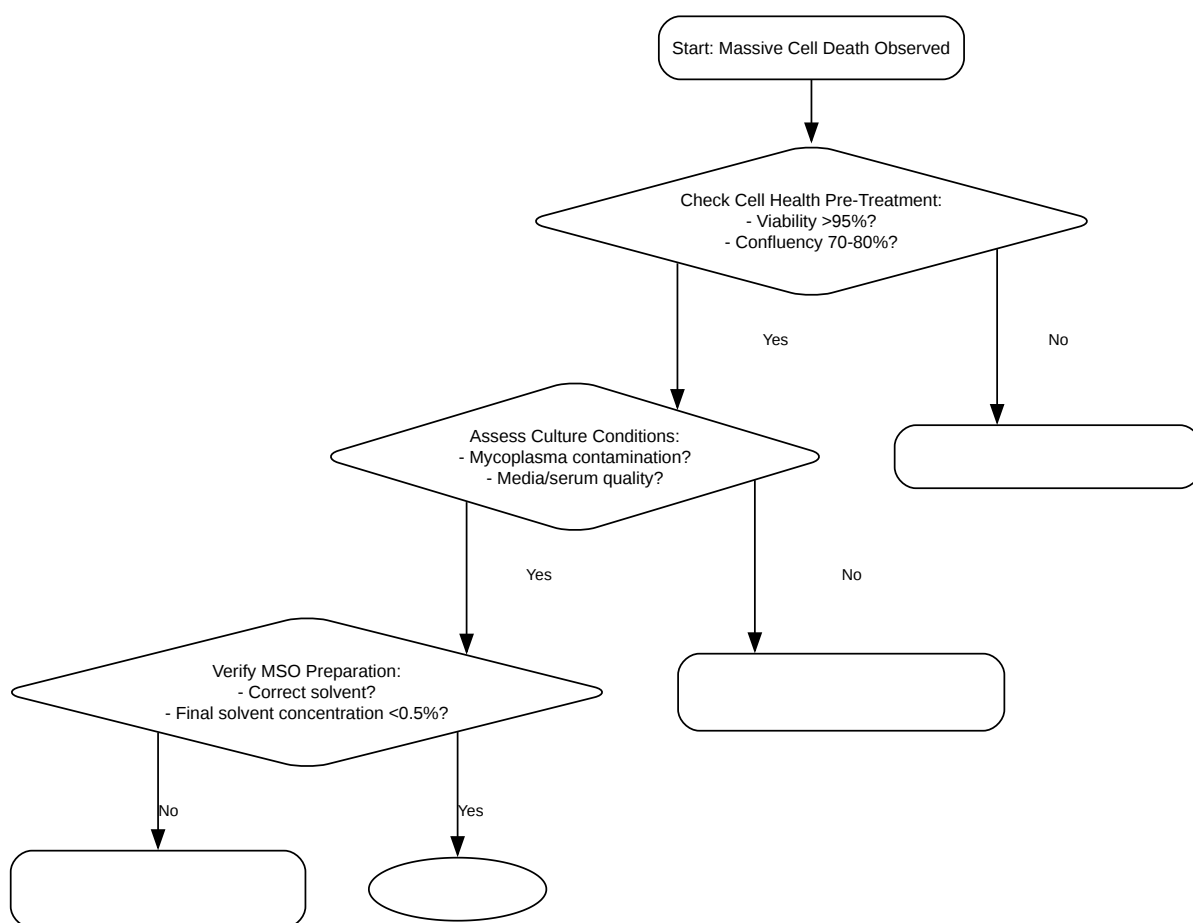 Start: Massive Cell Death Observed
Check Cell Health Pre-Treatment:
- Viability >95%?
- Confluency 70-80%?
Yes
No
Assess Culture Conditions:
- Mycoplasma contamination?
- Media/serum quality?
Yes
No
Verify MSO Preparation:
- Correct solvent?
- Final solvent concentration <0.5%?
No
Yes